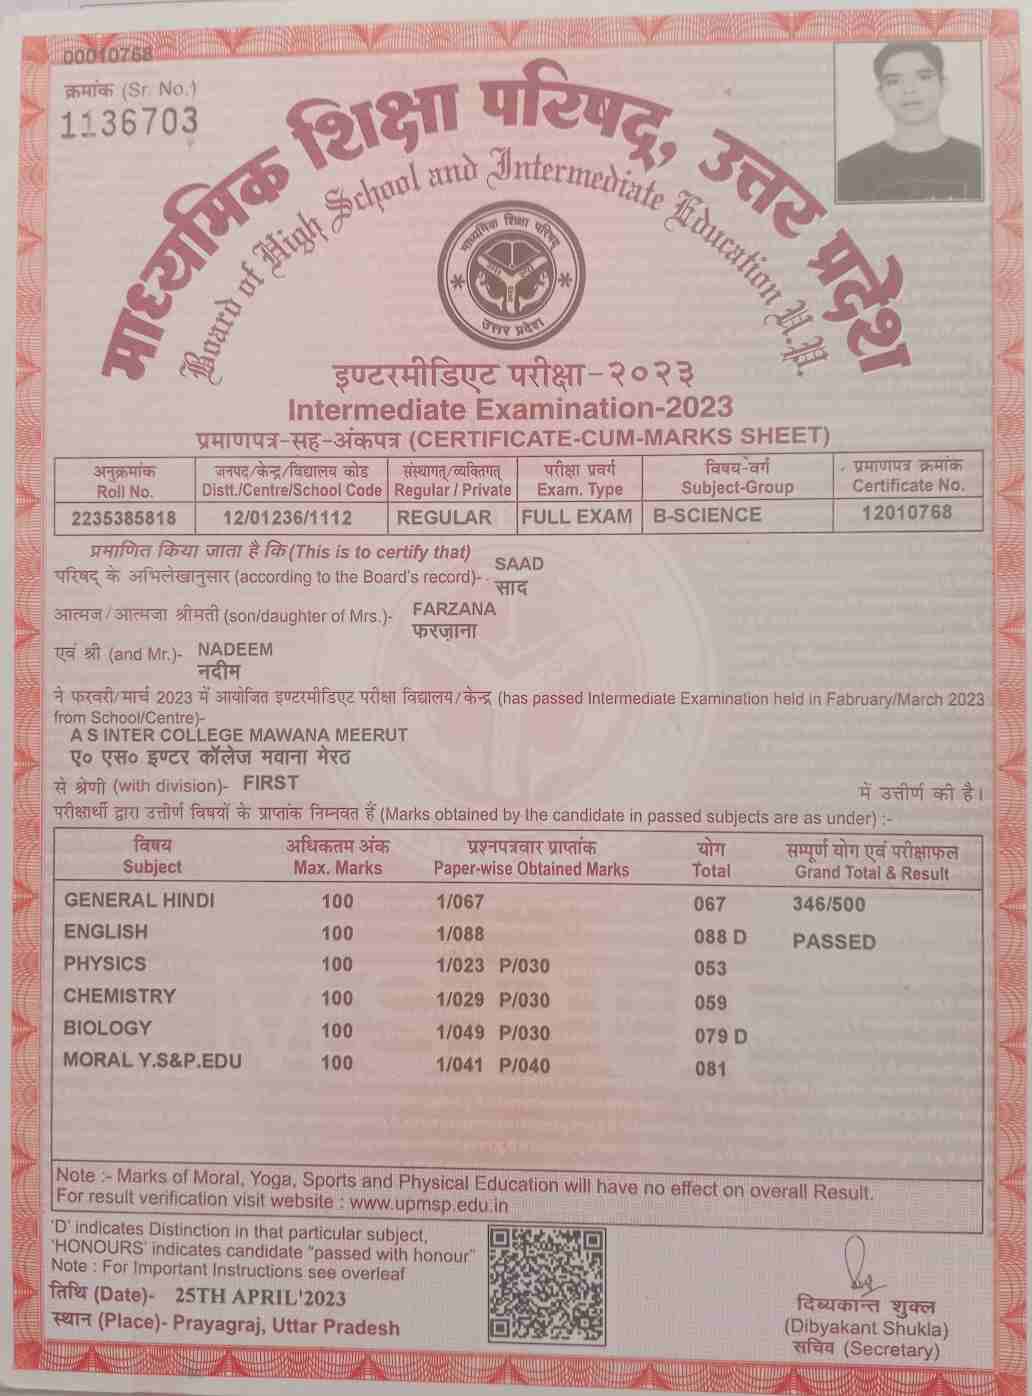 00010768
क्रमांक (Sr. No.)
1136703
माध्यमिक शिक्षा परिषद्, उत्तर प्रदेश
Board of High School and Intermediate Education U.P.
माध्यमिक शिक्षा परिषद्
उत्तर प्रदेश
इण्टरमीडिएट परीक्षा-२०२३
Intermediate Examination-2023
प्रमाणपत्र-सह-अंकपत्र (CERTIFICATE-CUM-MARKS SHEET)
अनुक्रमांक जनपद/केन्द्र/विद्यालय कोड संस्थागत/व्यक्तिगत परीक्षा प्रवर्ग विषय-वर्ग प्रमाणपत्र क्रमांक
Roll No. Distt./Centre/School Code Regular / Private Exam. Type Subject-Group Certificate No.
2235385818 12/01236/1112 REGULAR FULL EXAM B-SCIENCE 12010768
प्रमाणित किया जाता है कि (This is to certify that)
परिषद् के अभिलेखानुसार (according to the Board's record)- SAAD
साद
आत्मज/आत्मजा श्रीमती (son/daughter of Mrs.)- FARZANA
फरज़ाना
एवं श्री (and Mr.)- NADEEM
नदीम
ने फरवरी/मार्च 2023 में आयोजित इण्टरमीडिएट परीक्षा विद्यालय/केन्द्र (has passed Intermediate Examination held in Fabruary/March 2023
from School/Centre)-
A S INTER COLLEGE MAWANA MEERUT
ए० एस० इण्टर कॉलेज मवाना मेरठ
से श्रेणी (with division)- FIRST में उत्तीर्ण की है।
परीक्षार्थी द्वारा उत्तीर्ण विषयों के प्राप्तांक निम्नवत हैं (Marks obtained by the candidate in passed subjects are as under) :-
विषय अधिकतम अंक प्रश्नपत्रवार प्राप्तांक योग सम्पूर्ण योग एवं परीक्षाफल
Subject Max. Marks Paper-wise Obtained Marks Total Grand Total & Result
GENERAL HINDI 100 1/067 067 346/500
ENGLISH 100 1/088 088 D PASSED
PHYSICS 100 1/023 P/030 053
CHEMISTRY 100 1/029 P/030 059
BIOLOGY 100 1/049 P/030 079 D
MORAL Y.S&P.EDU 100 1/041 P/040 081
Note :- Marks of Moral, Yoga, Sports and Physical Education will have no effect on overall Result.
For result verification visit website : www.upmsp.edu.in
'D' indicates Distinction in that particular subject,
'HONOURS' indicates candidate "passed with honour"
Note : For Important Instructions see overleaf
तिथि (Date)- 25TH APRIL'2023
स्थान (Place)- Prayagraj, Uttar Pradesh
दिब्यकान्त शुक्ल
(Dibyakant Shukla)
सचिव (Secretary)